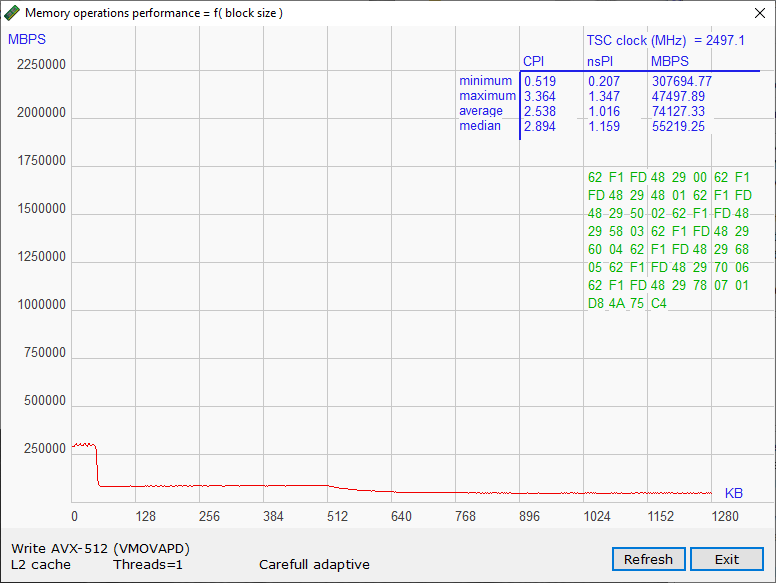 Memory operations performance = f( block size )
MBPS
TSC clock (MHz) = 2497.1
CPI nsPI MBPS
minimum 0.519 0.207 307694.77
maximum 3.364 1.347 47497.89
average 2.538 1.016 74127.33
median 2.894 1.159 55219.25
2250000
2000000
1750000
1500000
1250000
1000000
750000
500000
250000
62 F1 FD 48 29 00 62 F1
FD 48 29 48 01 62 F1 FD
48 29 50 02 62 F1 FD 48
29 58 03 62 F1 FD 48 29
60 04 62 F1 FD 48 29 68
05 62 F1 FD 48 29 70 06
62 F1 FD 48 29 78 07 01
D8 4A 75 C4
KB
0 128 256 384 512 640 768 896 1024 1152 1280
Write AVX-512 (VMOVAPD)
L2 cache Threads=1 Carefull adaptive
Refresh Exit